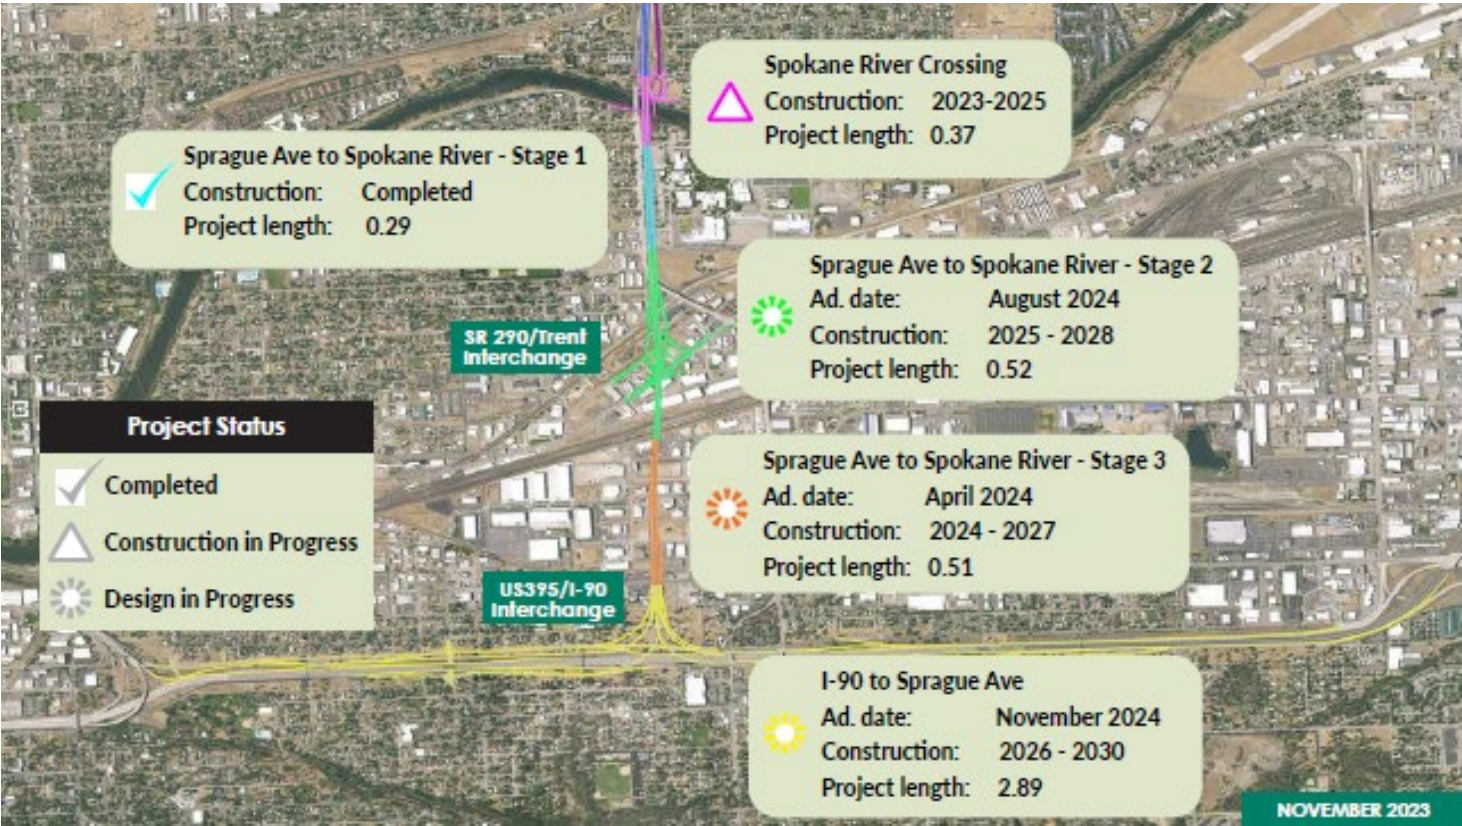 Spokane River Crossing
Construction: 2023-2025
Project length: 0.37
Sprague Ave to Spokane River - Stage 1
Construction: Completed
Project length: 0.29
Sprague Ave to Spokane River - Stage 2
Ad. date: August 2024
Construction: 2025 - 2028
Project length: 0.52
SR 290/Trent
Interchange
Project Status
Completed
Construction in Progress
Design in Progress
Sprague Ave to Spokane River - Stage 3
Ad. date: April 2024
Construction: 2024 - 2027
Project length: 0.51
US395/I-90
Interchange
I-90 to Sprague Ave
Ad. date: November 2024
Construction: 2026 - 2030
Project length: 2.89
NOVEMBER 2023